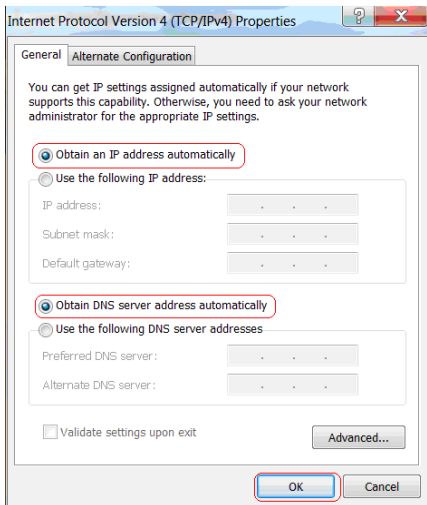 Internet Protocol Version 4 (TCP/IPv4) Properties
General
Alternate Configuration
You can get IP settings assigned automatically if your network
supports this capability. Otherwise, you need to ask your network
administrator for the appropriate IP settings.
Obtain an IP address automatically
Use the following IP address:
IP address:
Subnet mask:
Default gateway:
Obtain DNS server address automatically
Use the following DNS server addresses
Preferred DNS server:
Alternate DNS server:
Validate settings upon exit
Advanced...
OK
Cancel